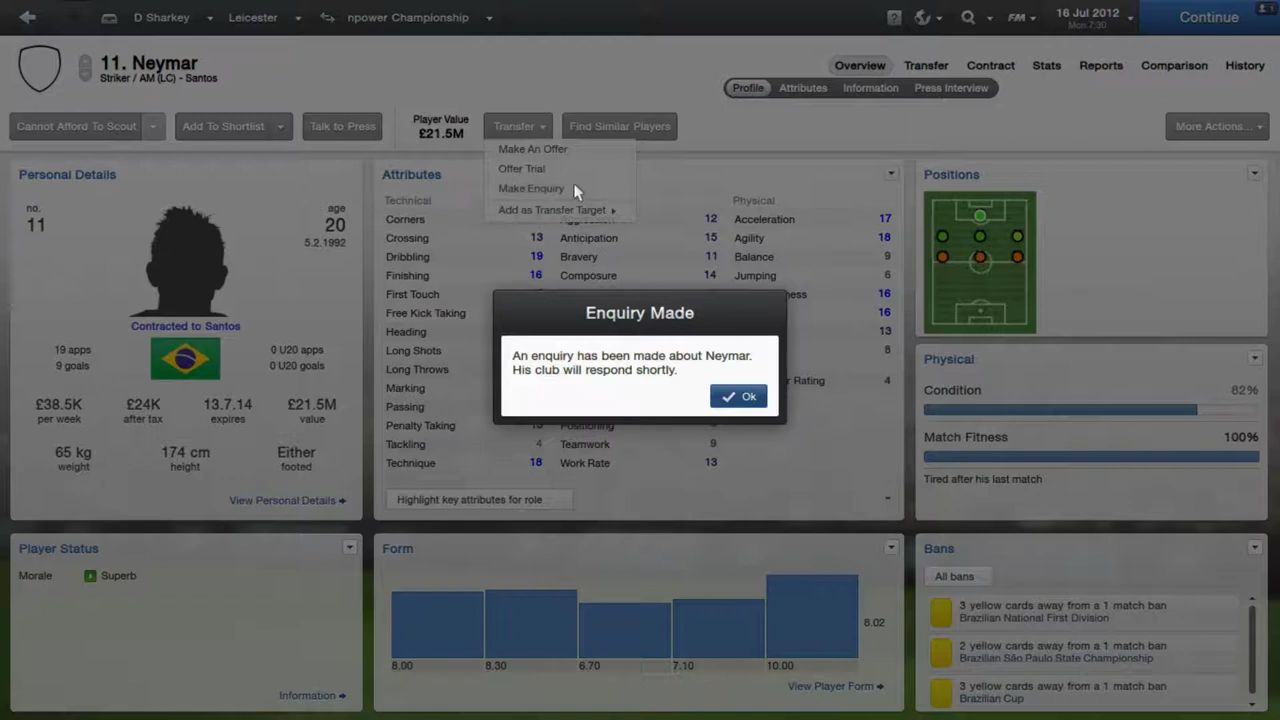 D Sharkey
Leicester
npower Championship
16 Jul 2012
Mon 7:30
Continue
1
?
FM
11. Neymar
Striker / AM (LC) - Santos
Overview
Transfer
Contract
Stats
Reports
Comparison
History
Profile
Attributes
Information
Press Interview
Cannot Afford To Scout
Add To Shortlist
Talk to Press
Player Value
£21.5M
Transfer
Find Similar Players
More Actions...
Make An Offer
Offer Trial
Make Enquiry
Add as Transfer Target
Personal Details
no.
11
age
20
5.2.1992
Contracted to Santos
19 apps
9 goals
0 U20 apps
0 U20 goals
£38.5K
per week
£24K
after tax
13.7.14
expires
£21.5M
value
65 kg
weight
174 cm
height
Either
footed
View Personal Details
Attributes
Technical
Physical
Corners
12
Acceleration 17
Crossing 13
Anticipation 15
Agility 18
Dribbling 19
Bravery 11
Balance 9
Finishing 16
Composure 14
Jumping 6
First Touch
ness 16
Free Kick Taking
16
Heading
13
Long Shots
8
Long Throws
Marking
r Rating 4
Passing
Penalty Taking
Positioning
Tackling 4
Teamwork 9
Technique 18
Work Rate 13
Highlight key attributes for role
-
Enquiry Made
An enquiry has been made about Neymar.
His club will respond shortly.
Ok
Positions
Physical
Condition 82%
Match Fitness 100%
Tired after his last match
Player Status
Morale Superb
Information
Form
8.02
8.00 8.30 6.70 7.10 10.00
View Player Form
Bans
All bans
3 yellow cards away from a 1 match ban
Brazilian National First Division
2 yellow cards away from a 1 match ban
Brazilian São Paulo State Championship
3 yellow cards away from a 1 match ban
Brazilian Cup